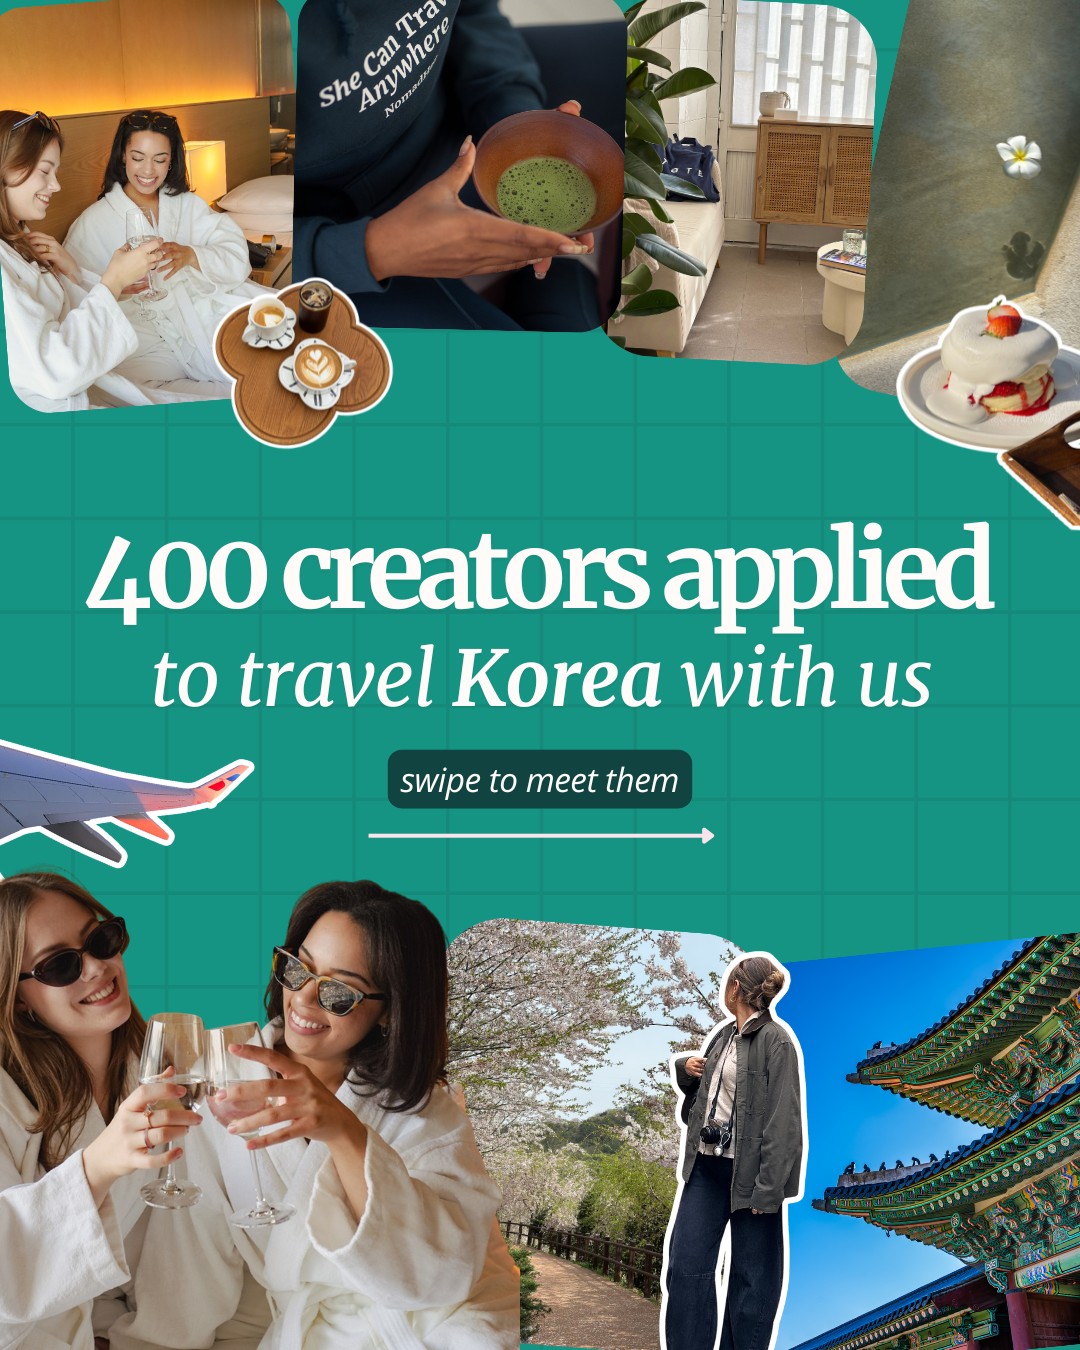 She Can Trav
Anywhere
400 creators applied
to travel Korea with us
swipe to meet them